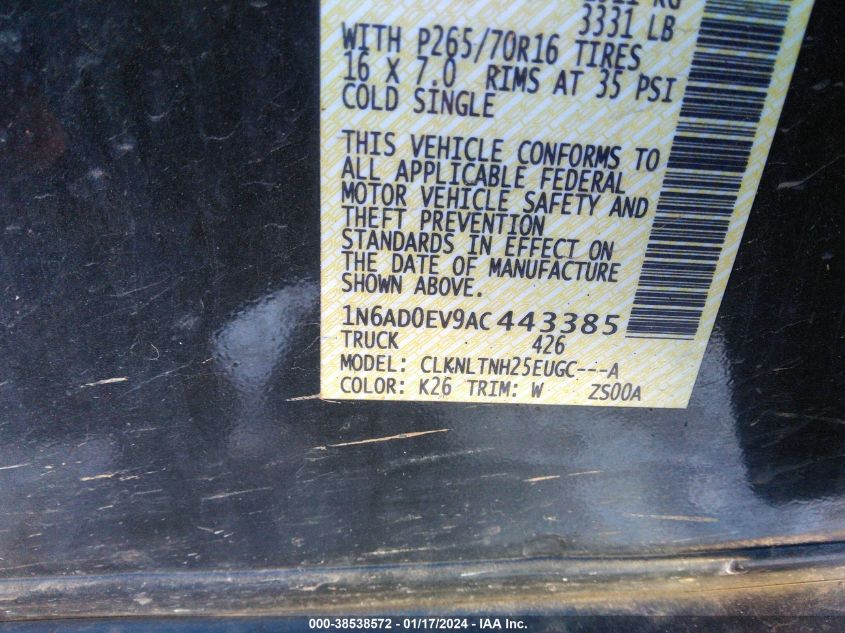 3331 LB
WITH P265/70R16 TIRES
16 X 7.0 RIMS AT 35 PSI
COLD SINGLE
THIS VEHICLE CONFORMS TO
ALL APPLICABLE FEDERAL
MOTOR VEHICLE SAFETY AND
THEFT PREVENTION
STANDARDS IN EFFECT ON
THE DATE OF MANUFACTURE
SHOWN ABOVE.
1N6AD0EV9AC443385
TRUCK 426
MODEL: CLKNLTNH25EUGC---A
COLOR: K26 TRIM: W ZS00A
000-38538572 - 01/17/2024 - IAA Inc.